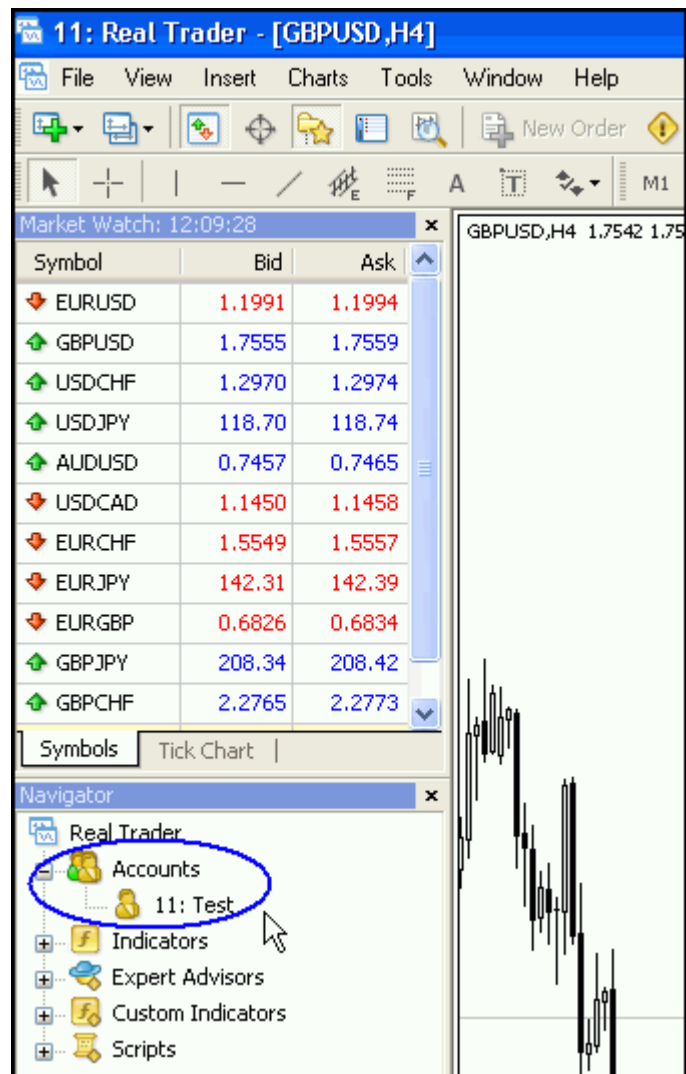 11: Real Trader - [GBPUSD,H4]
File View Insert Charts Tools Window Help
New Order
E F A T M1
Market Watch: 12:09:28
GBPUSD,H4 1.7542 1.75
Symbol Bid Ask
EURUSD 1.1991 1.1994
GBPUSD 1.7555 1.7559
USDCHF 1.2970 1.2974
USDJPY 118.70 118.74
AUDUSD 0.7457 0.7465
USDCAD 1.1450 1.1458
EURCHF 1.5549 1.5557
EURJPY 142.31 142.39
EURGBP 0.6826 0.6834
GBPJPY 208.34 208.42
GBPCHF 2.2765 2.2773
Symbols Tick Chart
Navigator
Real Trader
Accounts
11: Test
Indicators
Expert Advisors
Custom Indicators
Scripts